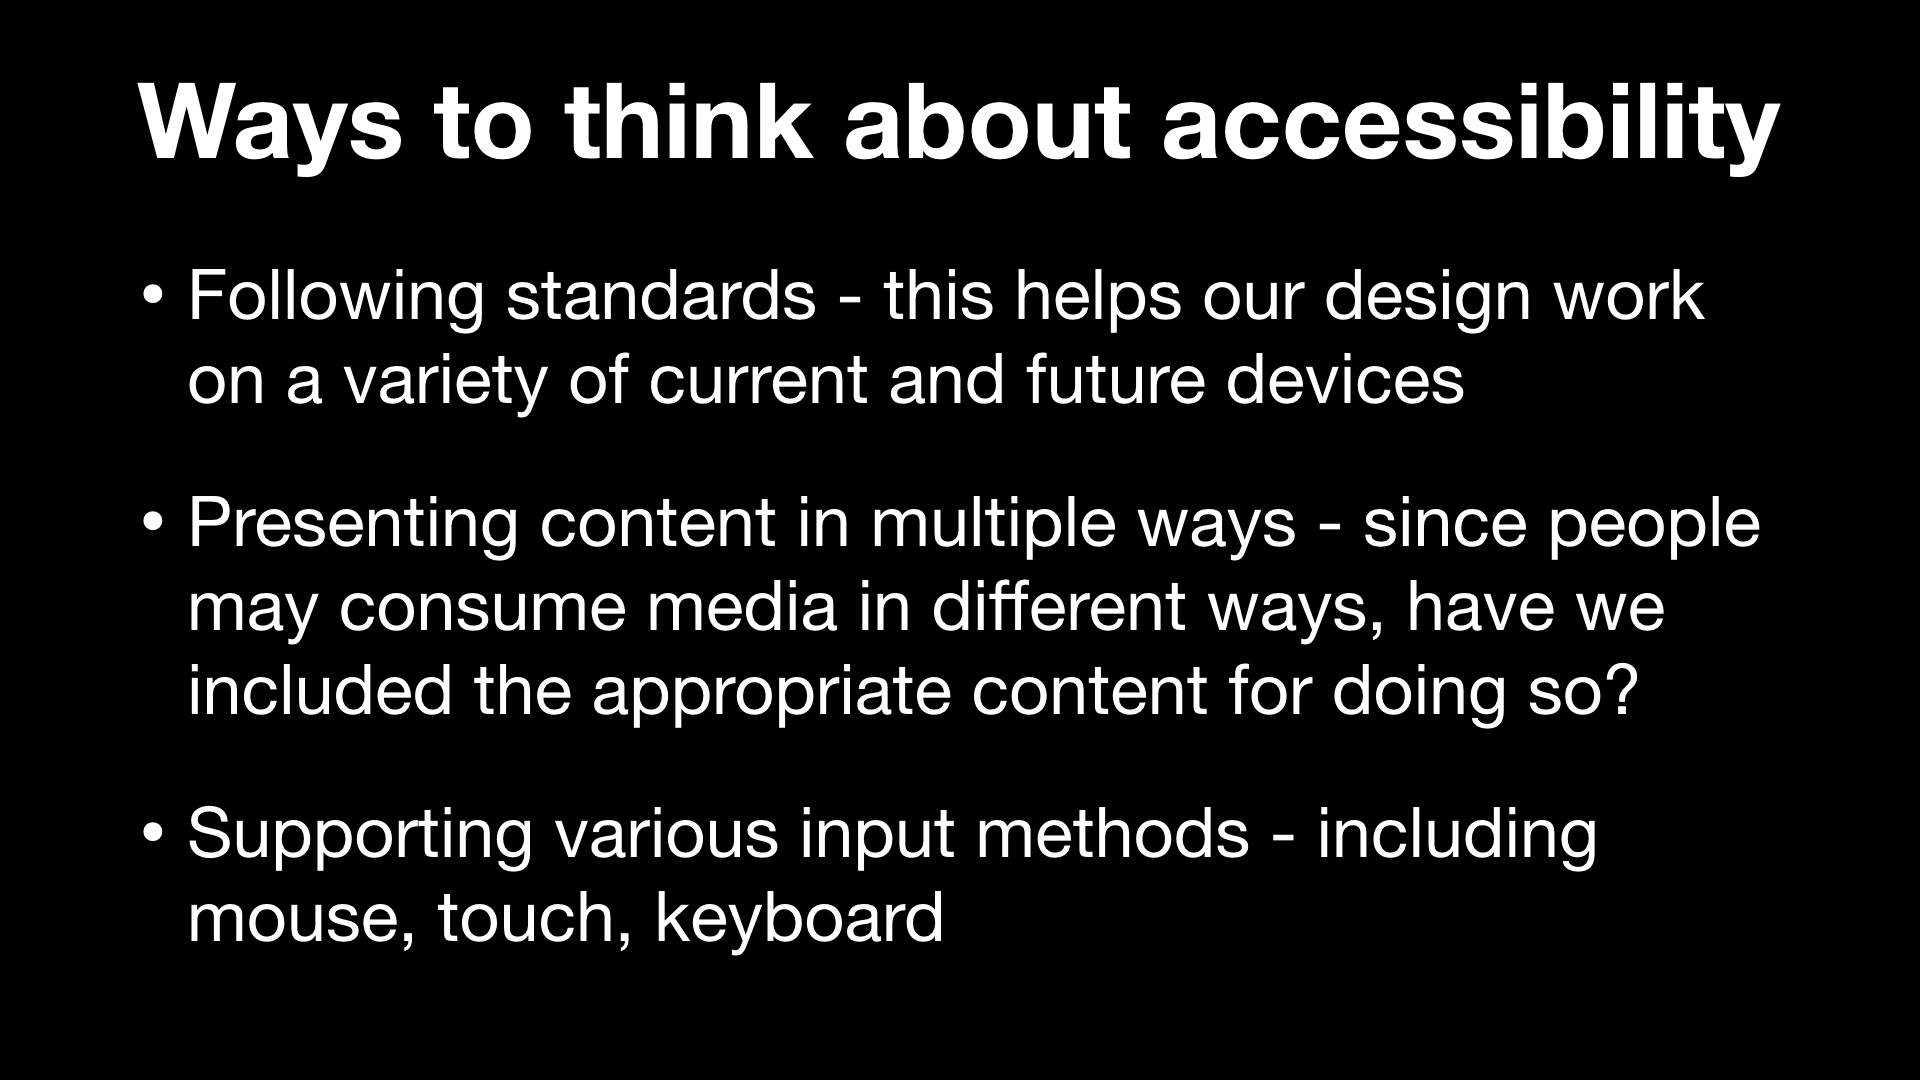 Ways to think about accessibility
• Following standards - this helps our design work
on a variety of current and future devices
• Presenting content in multiple ways - since people
may consume media in different ways, have we
included the appropriate content for doing so?
• Supporting various input methods - including
mouse, touch, keyboard